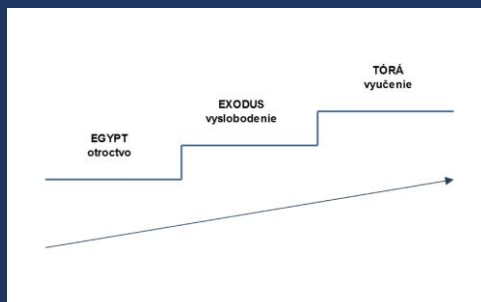 EGYPT
otroctvo
EXODUS
vyslobodenie
TÓRÁ
vyučenie